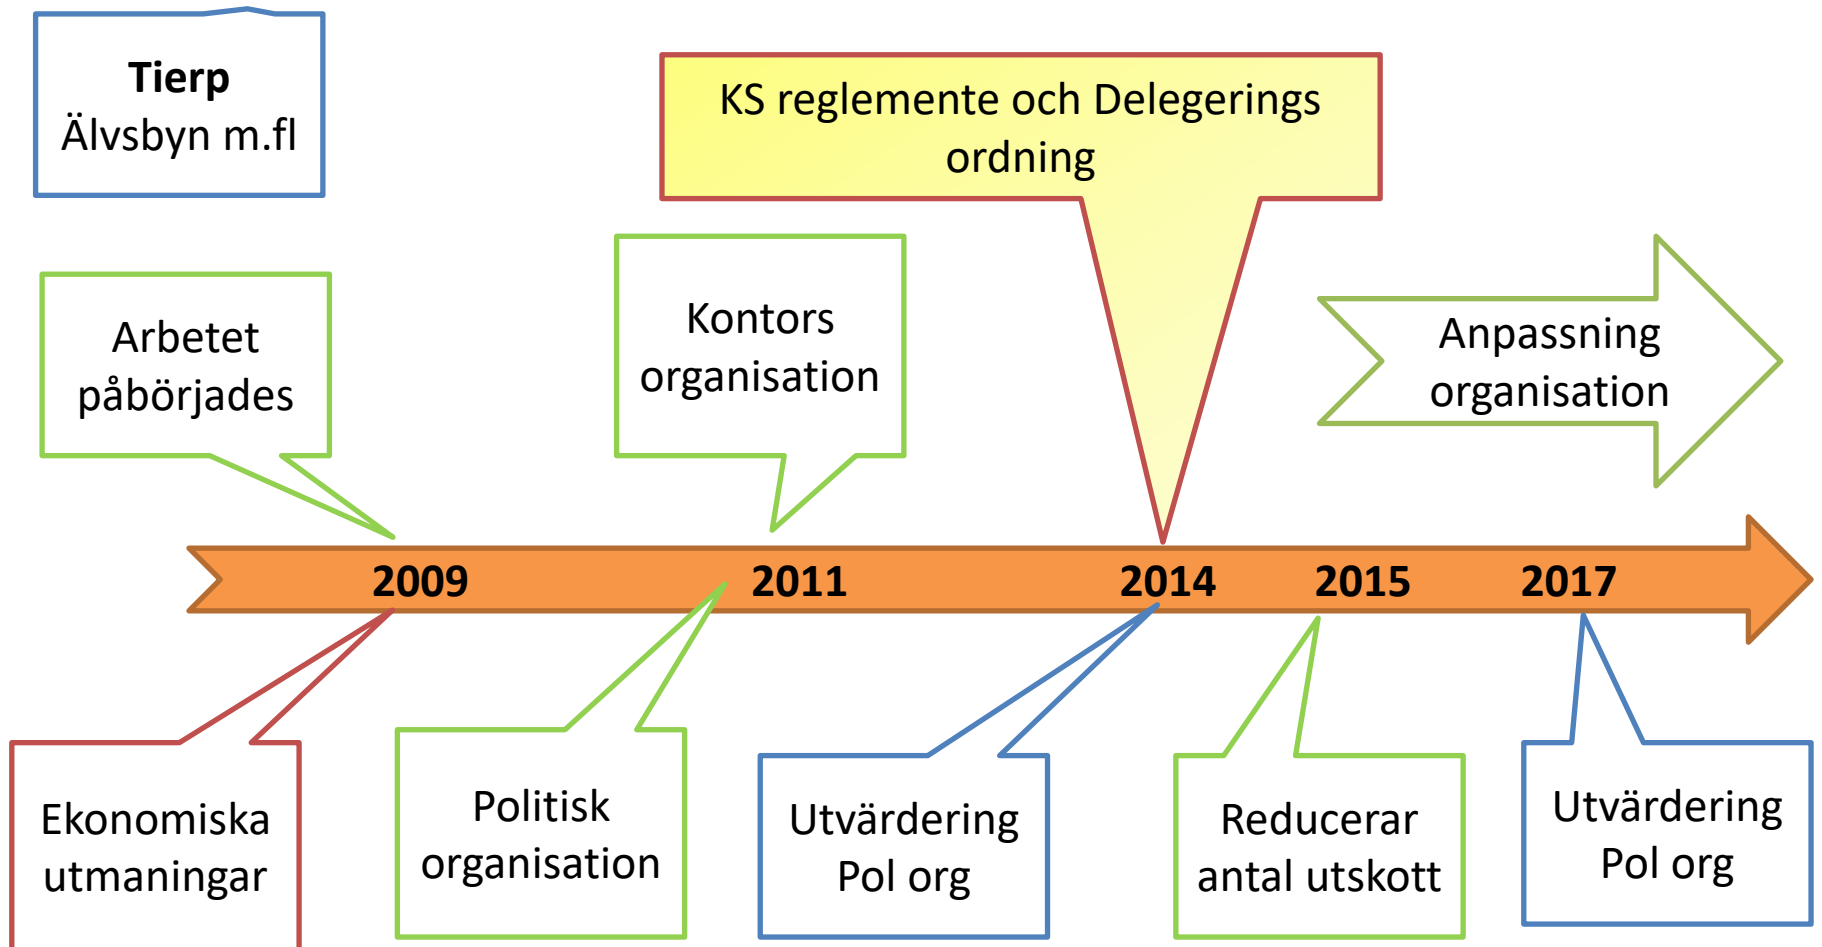 Tierp
Älvsbyn m.fl
KS reglemente och Delegerings
ordning
Arbetet
påbörjades
Kontors
organisation
Anpassning
organisation
2009
2011
2014
2015
2017
Ekonomiska
utmaningar
Politisk
organisation
Utvärdering
Pol org
Reducerar
antal utskott
Utvärdering
Pol org